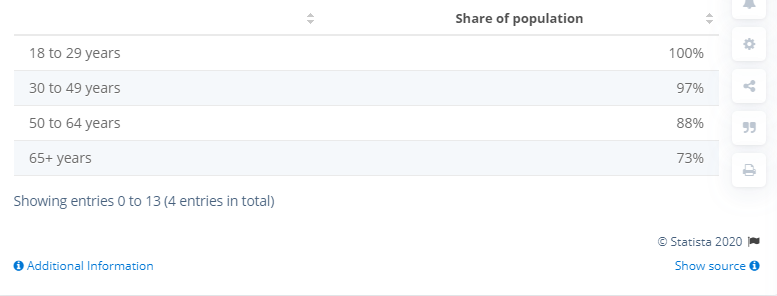 Share of population
18 to 29 years 100%
30 to 49 years 97%
50 to 64 years 88%
65+ years 73%
Showing entries 0 to 13 (4 entries in total)
© Statista 2020
Additional Information Show source